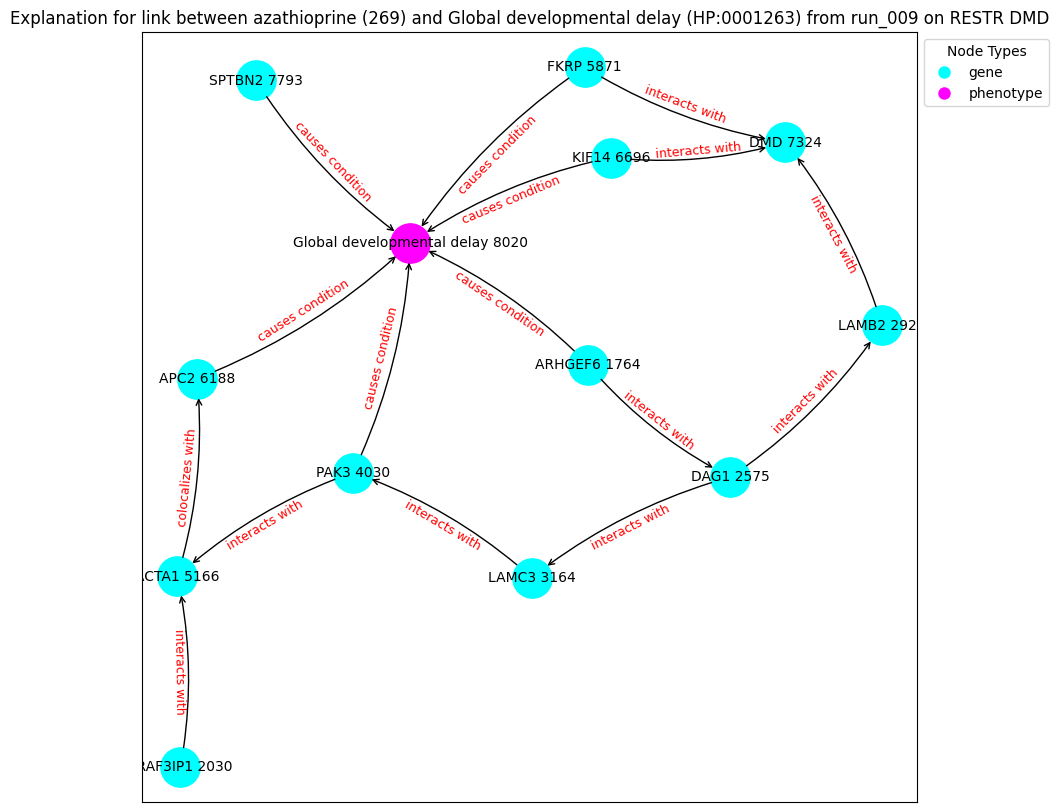 Explanation for link between azathioprine (269) and Global developmental delay (HP:0001263) from run_009 on RESTR DMD
Node Types
gene
phenotype
SPTBN2 7793
FKRP 5871
interacts with
DMD 7324
causes condition
causes condition
KIF14 6696
interacts with
causes condition
interacts with
Global developmental delay 8020
causes condition
causes condition
LAMB2 292
causes condition
ARHGEF6 1764
APC2 6188
interacts with
interacts with
colocalizes with
PAK3 4030
DAG1 2575
interacts with
interacts with
interacts with
ACTA1 5166
LAMC3 3164
interacts with
RAF3IP1 2030